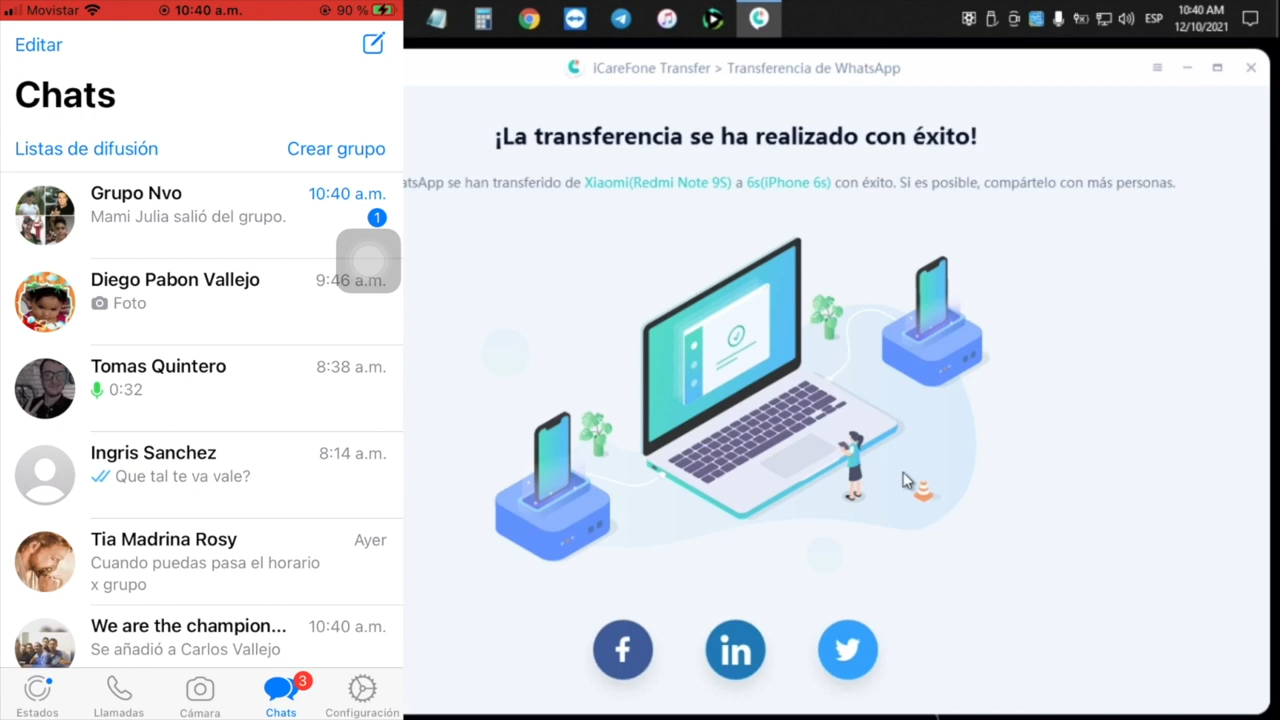 Movistar
10:40 a.m.
90 %
Editar
Chats
Listas de difusión
Crear grupo
Grupo Nvo
10:40 a.m.
Mami Julia salió del grupo.
1
Diego Pabon Vallejo
9:46 a.m.
Foto
Tomas Quintero
8:38 a.m.
0:32
Ingris Sanchez
8:14 a.m.
Que tal te va vale?
Tia Madrina Rosy
Ayer
Cuando puedas pasa el horario
x grupo
We are the champion...
10:40 a.m.
Se añadió a Carlos Vallejo
3
Estados
Llamadas
Cámara
Chats
Configuración
ESP
10:40 AM
12/10/2021
iCareFone Transfer > Transferencia de WhatsApp
¡La transferencia se ha realizado con éxito!
atsApp se han transferido de Xiaomi(Redmi Note 9S) a 6s(iPhone 6s) con éxito. Si es posible, compártelo con más personas.
f
in